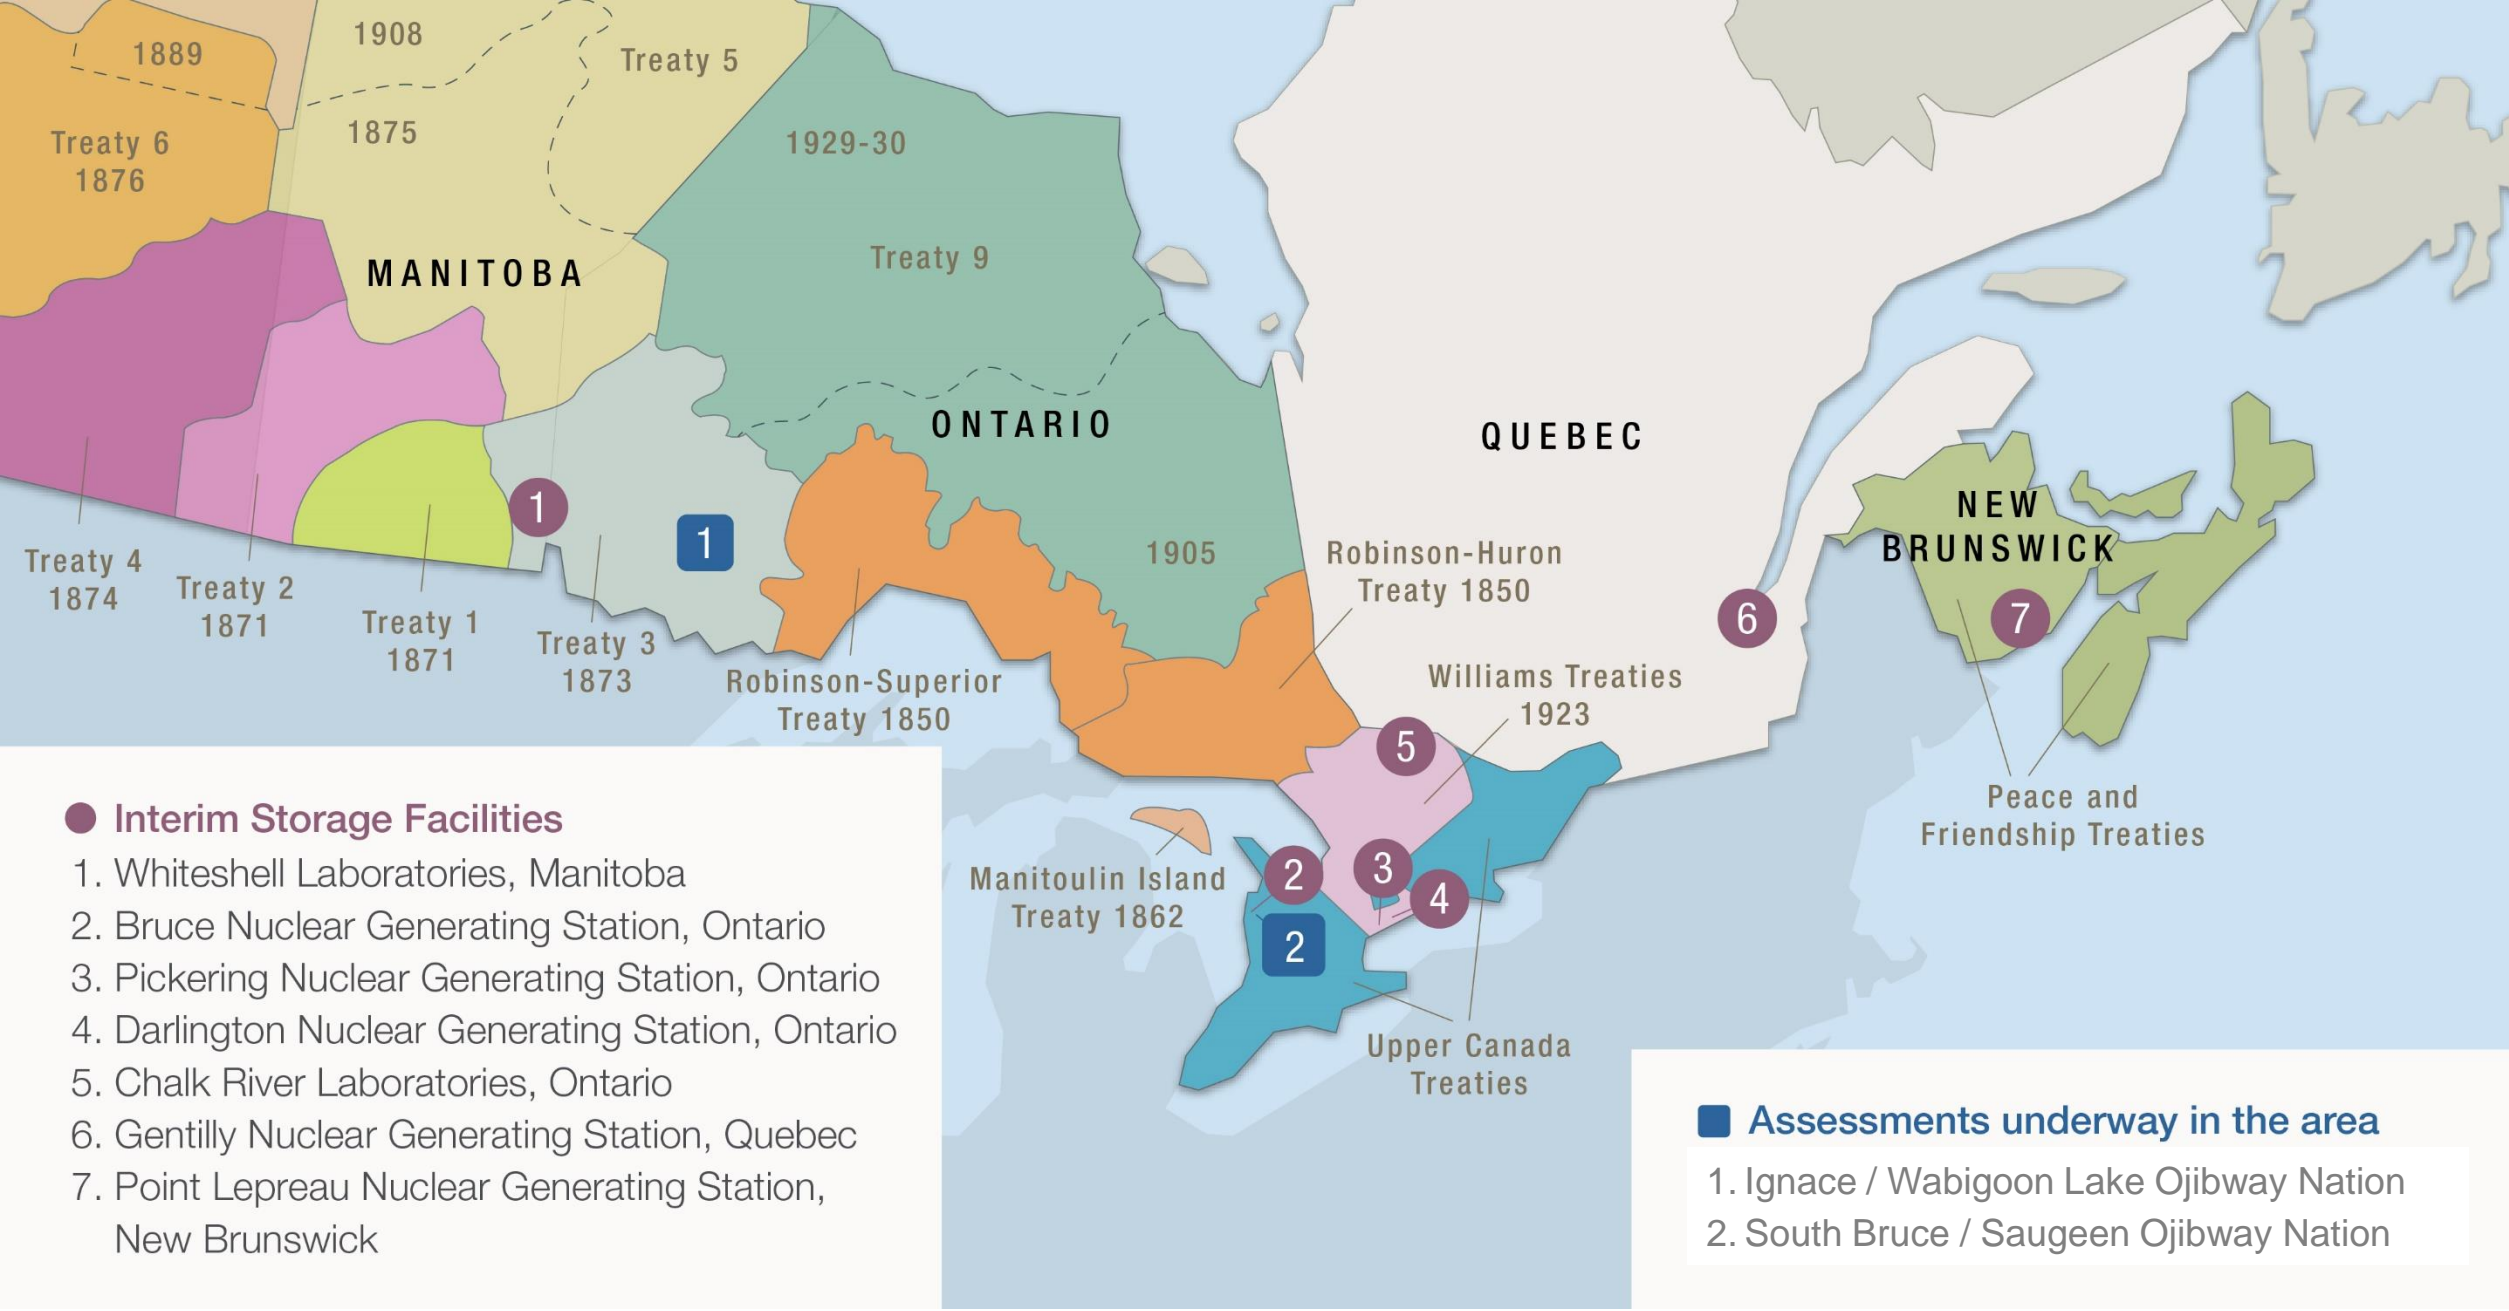 1889
1908
Treaty 5
Treaty 6
1876
1875
1929-30
Treaty 9
MANITOBA
ONTARIO
QUEBEC
NEW
BRUNSWICK
1
1
1905
Robinson-Huron
Treaty 1850
6
7
Treaty 4
1874
Treaty 2
1871
Treaty 1
1871
Treaty 3
1873
Robinson-Superior
Treaty 1850
Williams Treaties
1923
5
Peace and
Friendship Treaties
Manitoulin Island
Treaty 1862
2
3
4
2
Upper Canada
Treaties
Interim Storage Facilities
1. Whiteshell Laboratories, Manitoba
2. Bruce Nuclear Generating Station, Ontario
3. Pickering Nuclear Generating Station, Ontario
4. Darlington Nuclear Generating Station, Ontario
5. Chalk River Laboratories, Ontario
6. Gentilly Nuclear Generating Station, Quebec
7. Point Lepreau Nuclear Generating Station,
New Brunswick
Assessments underway in the area
1. Ignace / Wabigoon Lake Ojibway Nation
2. South Bruce / Saugeen Ojibway Nation